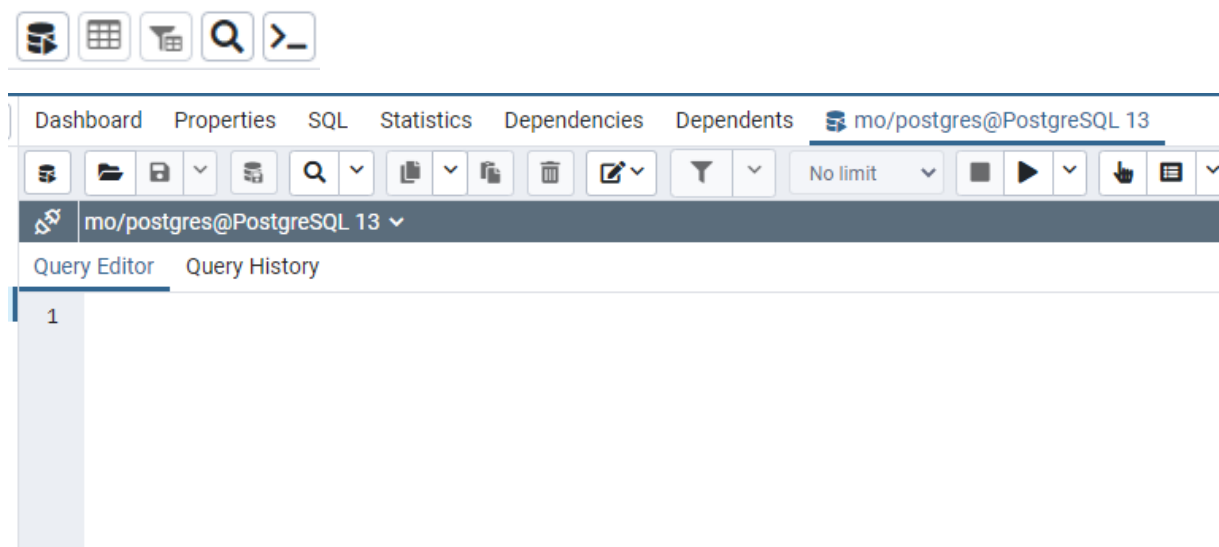 Dashboard Properties SQL Statistics Dependencies Dependents mo/postgres@PostgreSQL 13
No limit
mo/postgres@PostgreSQL 13
Query Editor Query History
1